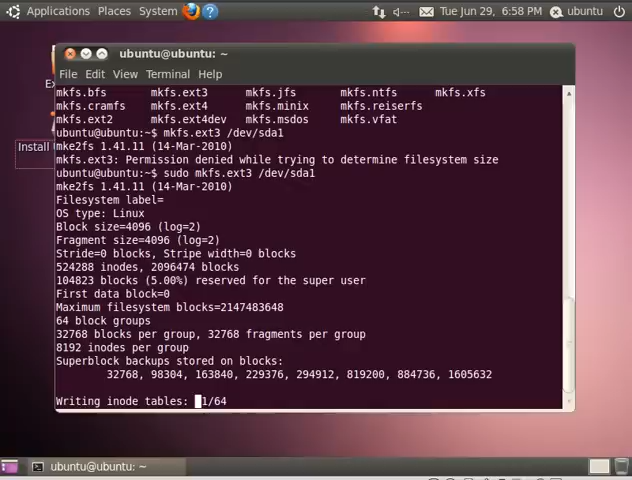 Applications Places System Tue Jun 29, 6:58 PM ubuntu
ubuntu@ubuntu: ~
File Edit View Terminal Help
mkfs.bfs mkfs.ext3 mkfs.jfs mkfs.ntfs mkfs.xfs
mkfs.cramfs mkfs.ext4 mkfs.minix mkfs.reiserfs
mkfs.ext2 mkfs.ext4dev mkfs.msdos mkfs.vfat
ubuntu@ubuntu:~$ mkfs.ext3 /dev/sda1
mke2fs 1.41.11 (14-Mar-2010)
mkfs.ext3: Permission denied while trying to determine filesystem size
ubuntu@ubuntu:~$ sudo mkfs.ext3 /dev/sda1
mke2fs 1.41.11 (14-Mar-2010)
Filesystem label=
OS type: Linux
Block size=4096 (log=2)
Fragment size=4096 (log=2)
Stride=0 blocks, Stripe width=0 blocks
524288 inodes, 2096474 blocks
104823 blocks (5.00%) reserved for the super user
First data block=0
Maximum filesystem blocks=2147483648
64 block groups
32768 blocks per group, 32768 fragments per group
8192 inodes per group
Superblock backups stored on blocks:
32768, 98304, 163840, 229376, 294912, 819200, 884736, 1605632
Writing inode tables: 1/64
Install
ubuntu@ubuntu: ~